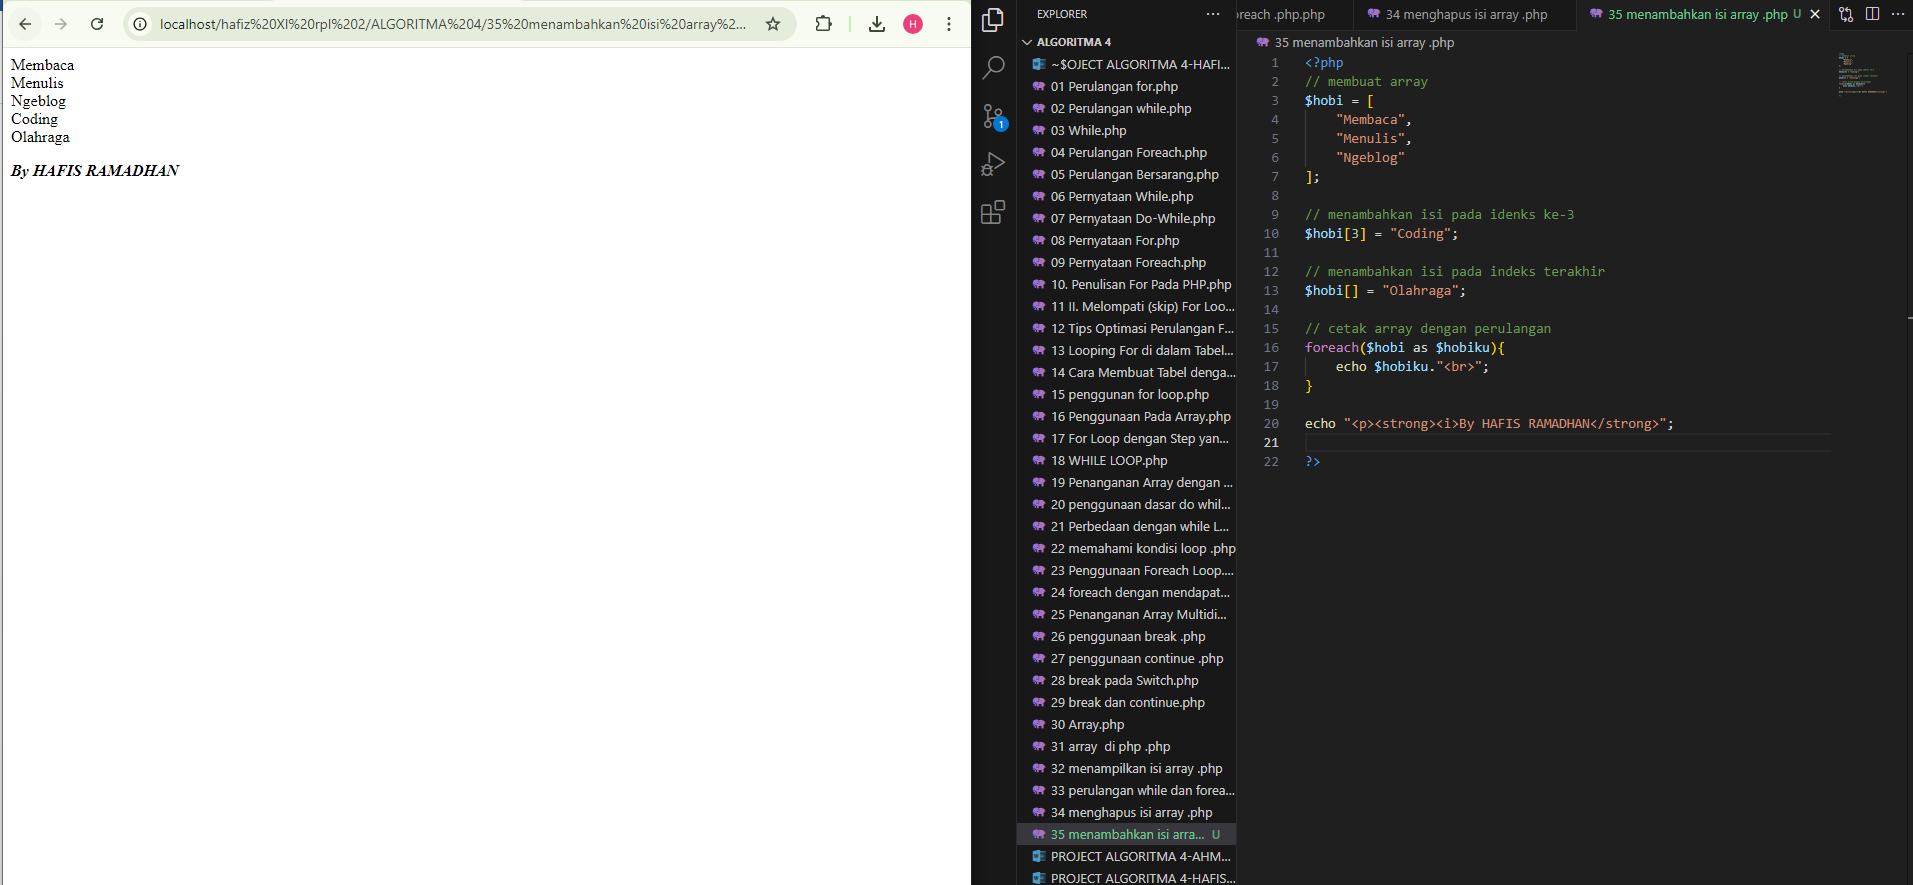 localhost/hafiz%20XI%20rpl%202/ALGORITMA%204/35%20menambahkan%20isi%20array%2...
H
Membaca
Menulis
Ngeblog
Coding
Olahraga
By HAFIS RAMADHAN
1
EXPLORER
ALGORITMA 4
~$OJECT ALGORITMA 4-HAFI...
01 Perulangan for.php
02 Perulangan while.php
03 While.php
04 Perulangan Foreach.php
05 Perulangan Bersarang.php
06 Pernyataan While.php
07 Pernyataan Do-While.php
08 Pernyataan For.php
09 Pernyataan Foreach.php
10. Penulisan For Pada PHP.php
11 II. Melompati (skip) For Loo...
12 Tips Optimasi Perulangan F...
13 Looping For di dalam Tabel...
14 Cara Membuat Tabel denga...
15 penggunan for loop.php
16 Penggunaan Pada Array.php
17 For Loop dengan Step yan...
18 WHILE LOOP.php
19 Penanganan Array dengan ...
20 penggunaan dasar do whil...
21 Perbedaan dengan while L...
22 memahami kondisi loop .php
23 Penggunaan Foreach Loop....
24 foreach dengan mendapat...
25 Penanganan Array Multidi...
26 penggunaan break .php
27 penggunaan continue .php
28 break pada Switch.php
29 break dan continue.php
30 Array.php
31 array  di php .php
32 menampilkan isi array .php
33 perulangan while dan forea...
34 menghapus isi array .php
35 menambahkan isi arra... U
PROJECT ALGORITMA 4-AHM...
PROJECT ALGORITMA 4-HAFIS...
oreach .php.php
34 menghapus isi array .php
35 menambahkan isi array .php U
35 menambahkan isi array .php
1 <?php
2 // membuat array
3 $hobi = [
4     "Membaca",
5     "Menulis",
6     "Ngeblog"
7 ];
8
9 // menambahkan isi pada idenks ke-3
10 $hobi[3] = "Coding";
11
12 // menambahkan isi pada indeks terakhir
13 $hobi[] = "Olahraga";
14
15 // cetak array dengan perulangan
16 foreach($hobi as $hobiku){
17     echo $hobiku."<br>";
18 }
19
20 echo "<p><strong><i>By HAFIS RAMADHAN</strong>";
21
22 ?>